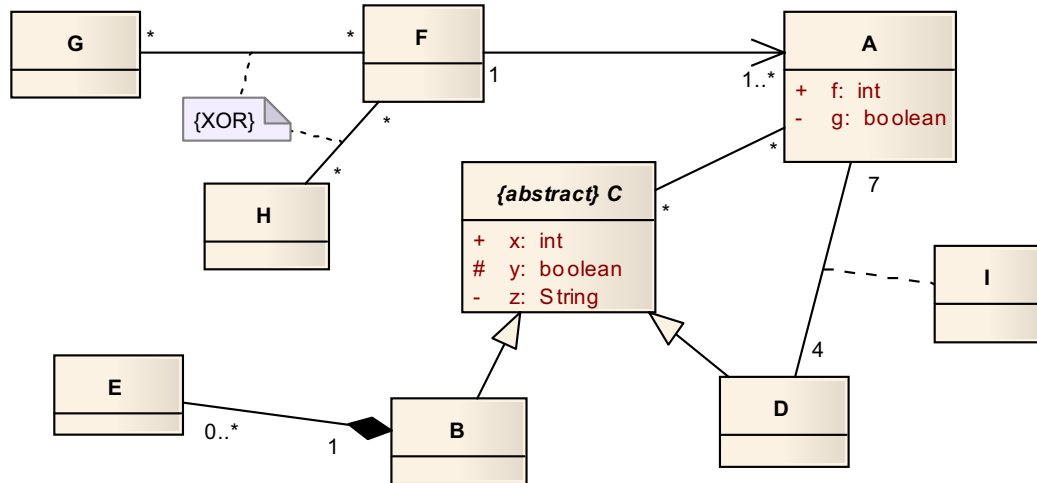 G
*
*
F
1
1..*
A
+ f: int
- g: boolean
{XOR}
*
*
H
{abstract} C
+ x: int
# y: boolean
- z: String
*
*
7
I
4
E
0..*
1
B
D